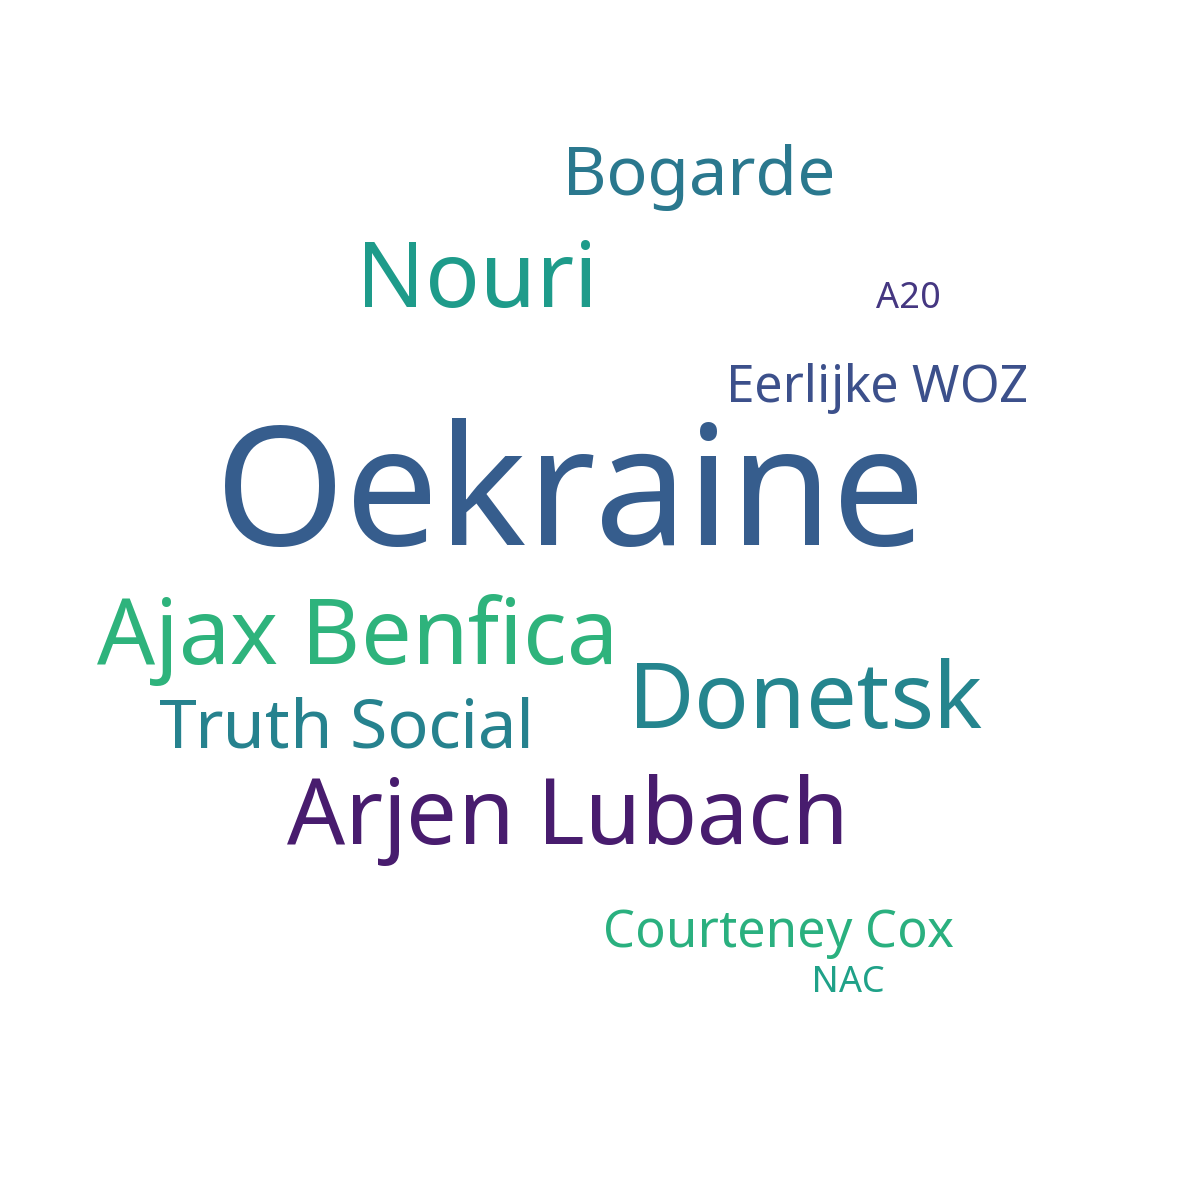 Bogarde
Nouri
A20
Eerlijke WOZ
Oekraine
Ajax Benfica
Donetsk
Truth Social
Arjen Lubach
Courteney Cox
NAC